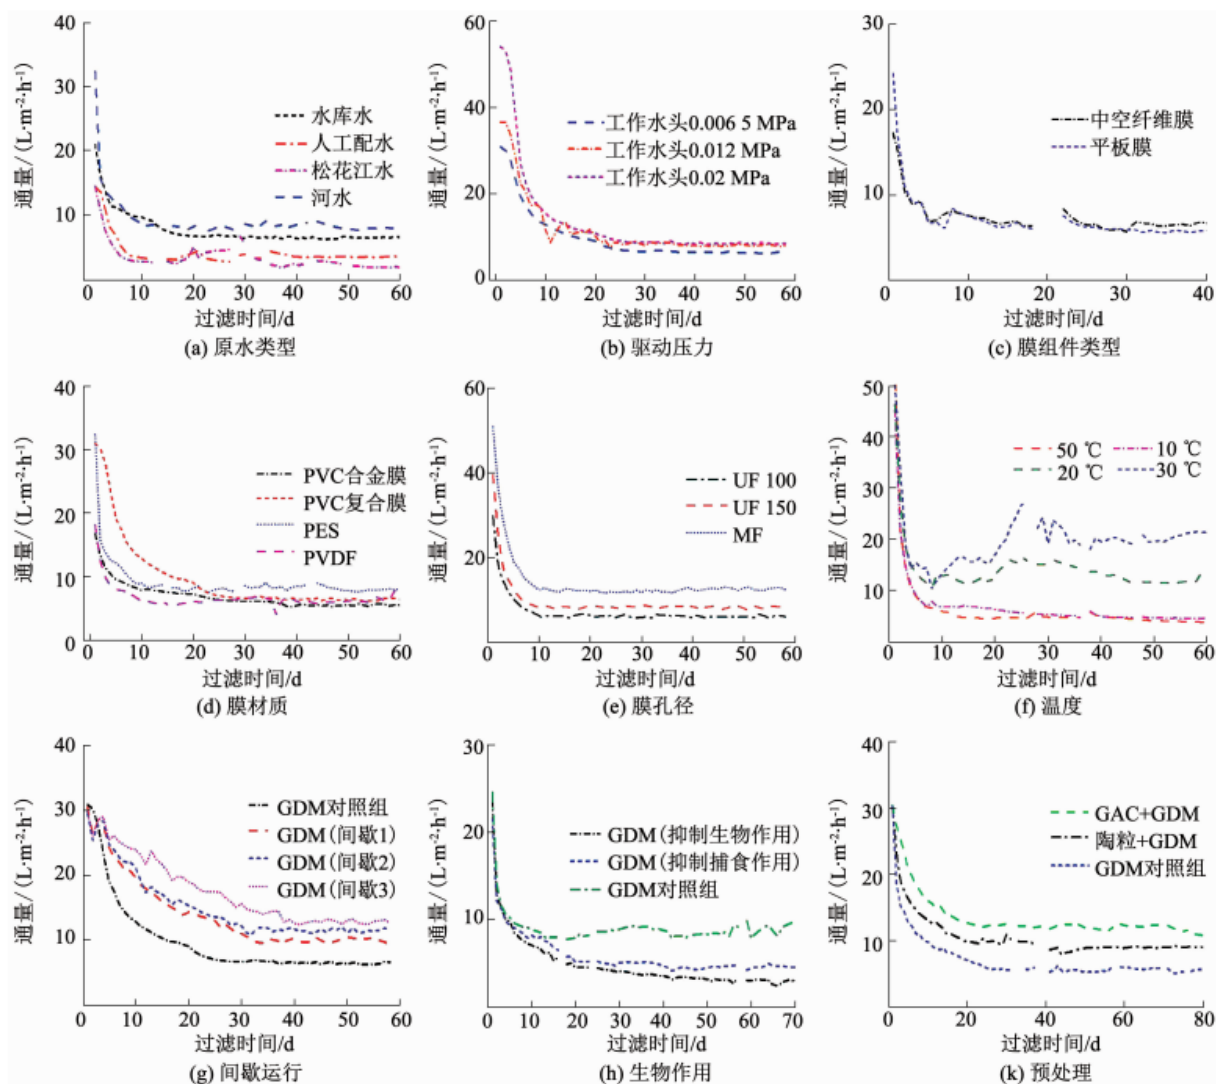 通量/ (L·m⁻²·h⁻¹)
40
30
20
10
0
水库水
人工配水
松花江水
河水
0 10 20 30 40 50 60
过滤时间/d
(a) 原水类型
通量/ (L·m⁻²·h⁻¹)
60
40
20
0
工作水头0.006 5 MPa
工作水头0.012 MPa
工作水头0.02 MPa
0 10 20 30 40 50 60
过滤时间/d
(b) 驱动压力
通量/ (L·m⁻²·h⁻¹)
30
20
10
0
中空纤维膜
平板膜
0 10 20 30 40
过滤时间/d
(c) 膜组件类型
通量/ (L·m⁻²·h⁻¹)
40
30
20
10
0
PVC合金膜
PVC复合膜
PES
PVDF
0 10 20 30 40 50 60
过滤时间/d
(d) 膜材质
通量/ (L·m⁻²·h⁻¹)
60
40
20
UF 100
UF 150
MF
0 10 20 30 40 50 60
过滤时间/d
(e) 膜孔径
通量/ (L·m⁻²·h⁻¹)
50
40
30
20
10
50 ℃ 10 ℃
20 ℃ 30 ℃
0 10 20 30 40 50 60
过滤时间/d
(f) 温度
通量/ (L·m⁻²·h⁻¹)
40
30
20
10
GDM对照组
GDM(间歇1)
GDM(间歇2)
GDM(间歇3)
0 10 20 30 40 50 60
过滤时间/d
(g) 间歇运行
通量/ (L·m⁻²·h⁻¹)
30
20
10
0
GDM(抑制生物作用)
GDM(抑制捕食作用)
GDM对照组
0 10 20 30 40 50 60 70
过滤时间/d
(h) 生物作用
通量/ (L·m⁻²·h⁻¹)
40
30
20
10
GAC+GDM
陶粒+GDM
GDM对照组
0 20 40 60 80
过滤时间/d
(k) 预处理